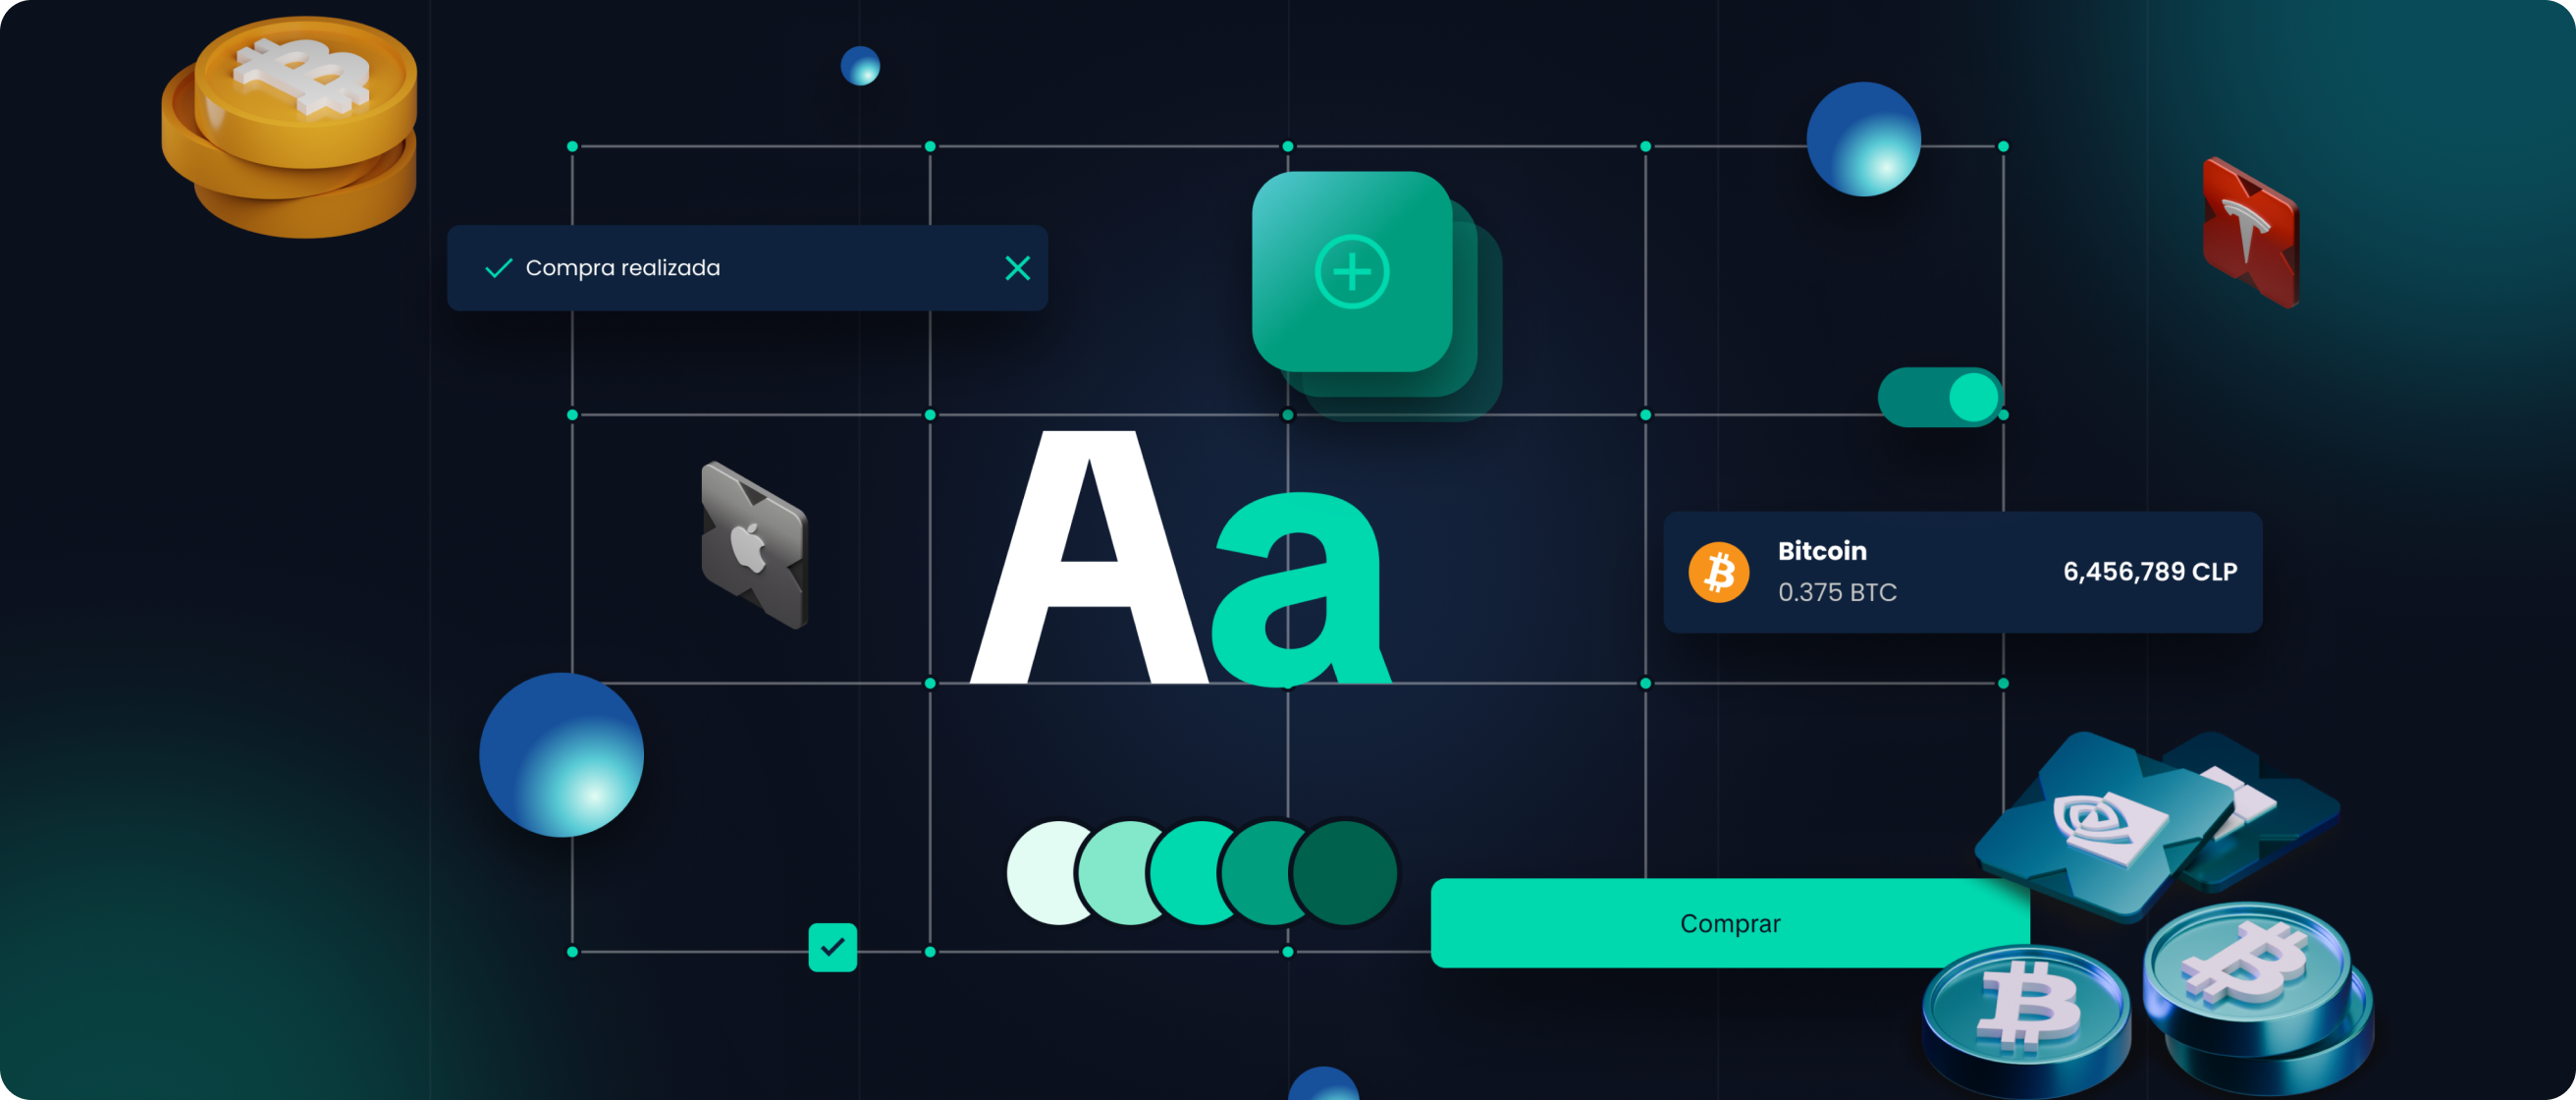 Compra realizada
Aa
Bitcoin
0.375 BTC
6,456,789 CLP
Comprar